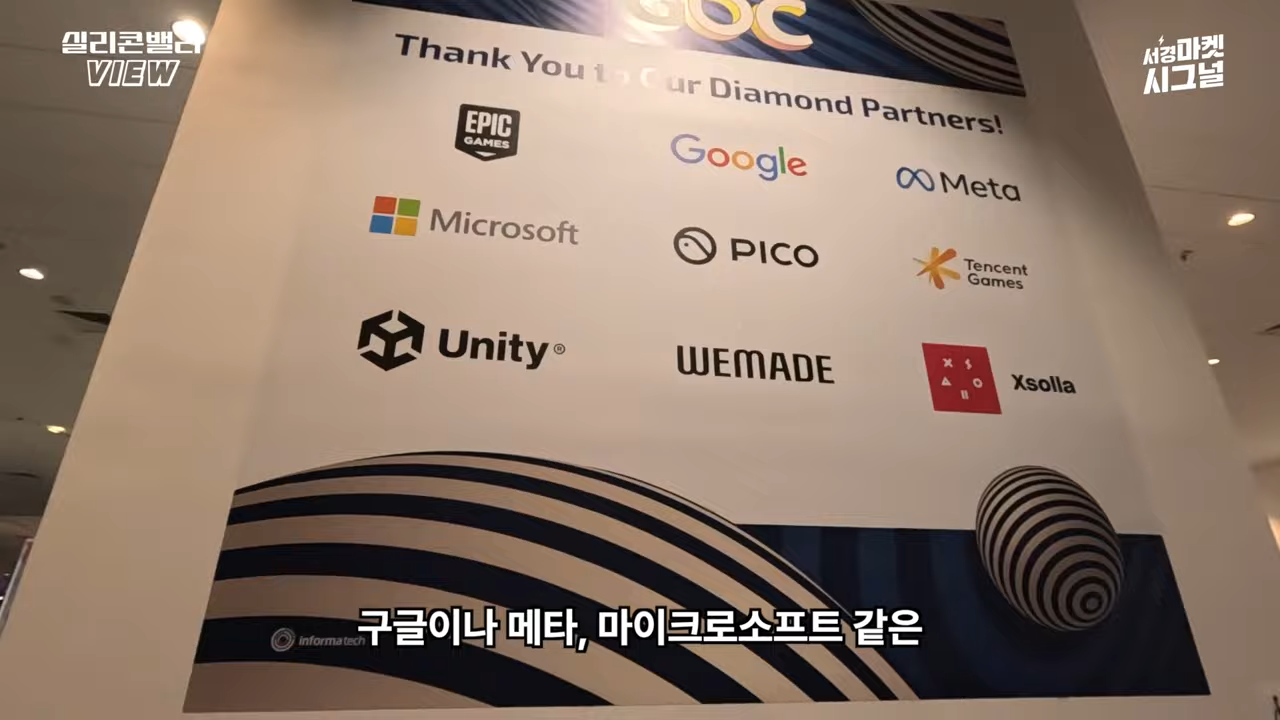 실리콘밸리
VIEW
서경마켓
시그널
GDC
Thank You to Our Diamond Partners!
EPIC
GAMES
Google
Meta
Microsoft
PICO
Tencent
Games
Unity®
WEMADE
XSOLLA
Xsolla
informatech
구글이나 메타, 마이크로소프트 같은